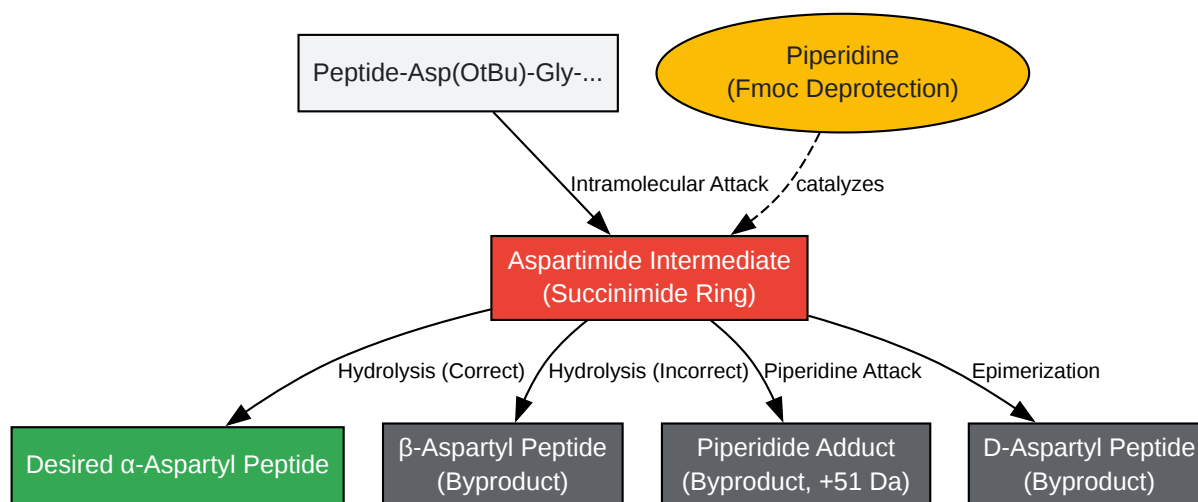 Peptide-Asp(OtBu)-Gly-...
Piperidine
(Fmoc Deprotection)
Intramolecular Attack
catalyzes
Aspartimide Intermediate
(Succinimide Ring)
Hydrolysis (Correct)
Hydrolysis (Incorrect)
Piperidine Attack
Epimerization
Desired α-Aspartyl Peptide
β-Aspartyl Peptide
(Byproduct)
Piperidide Adduct
(Byproduct, +51 Da)
D-Aspartyl Peptide
(Byproduct)